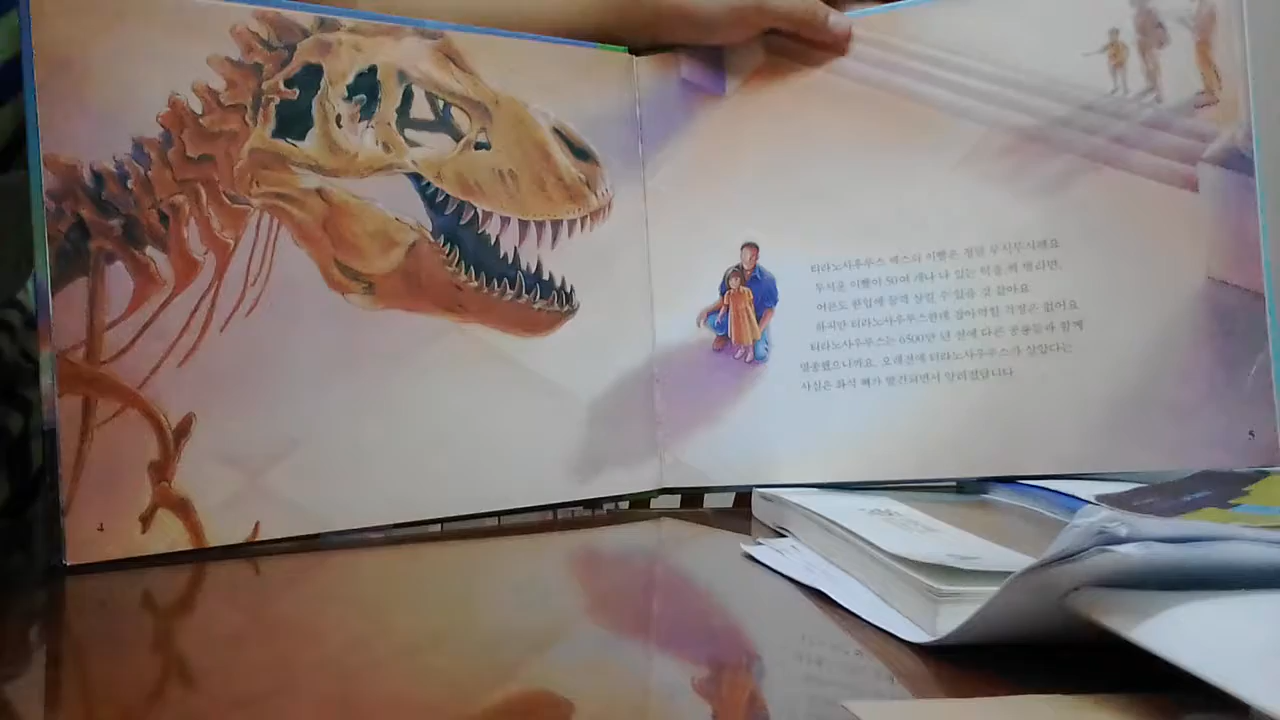 티라노사우루스 렉스의 이빨은 정말 무시무시해요
무서운 이빨이 50여 개나 나 있는 턱을 쩍 벌리면,
어른도 한입에 꿀꺽 삼킬 수 있을 것 같아요
하지만 티라노사우루스한테 잡아먹힐 걱정은 없어요
티라노사우루스는 6500만 년 전에 다른 공룡들과 함께
멸종했으니까요. 오래전에 티라노사우루스가 살았다는
사실은 화석 뼈가 발견되면서 알려졌답니다
4
5